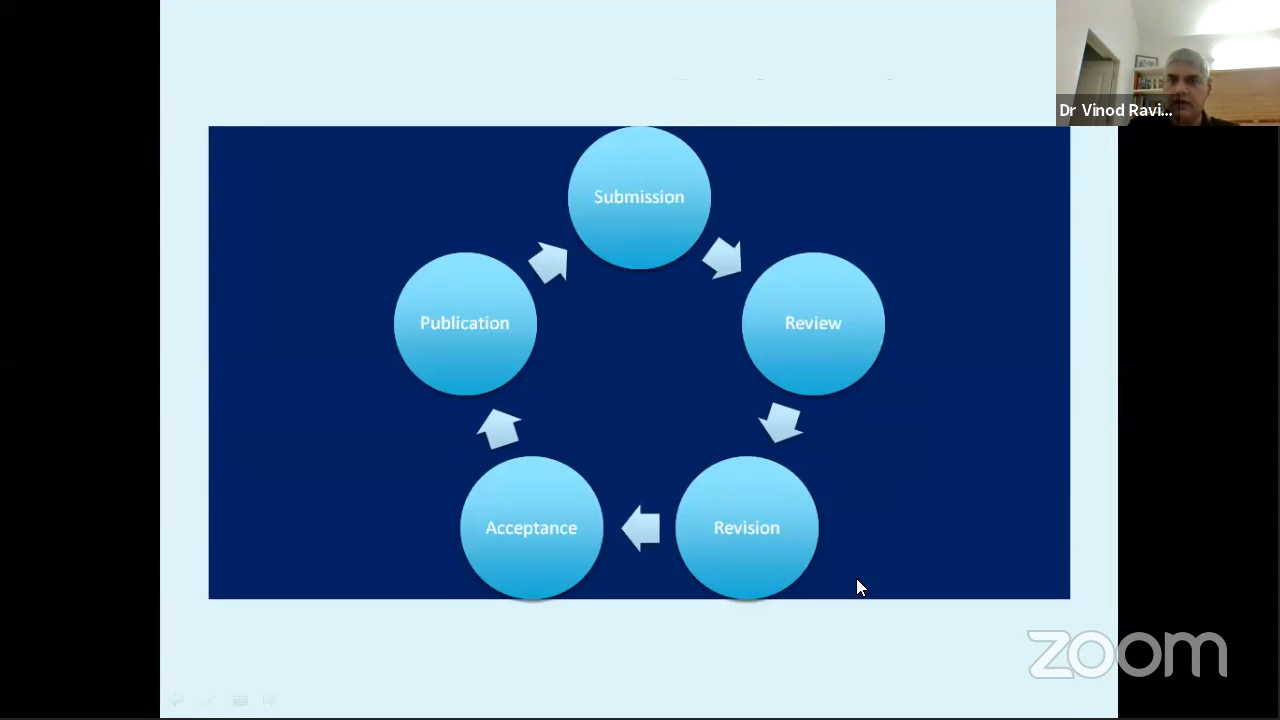 Dr Vinod Ravi...
Submission
Review
Revision
Acceptance
Publication
zoom